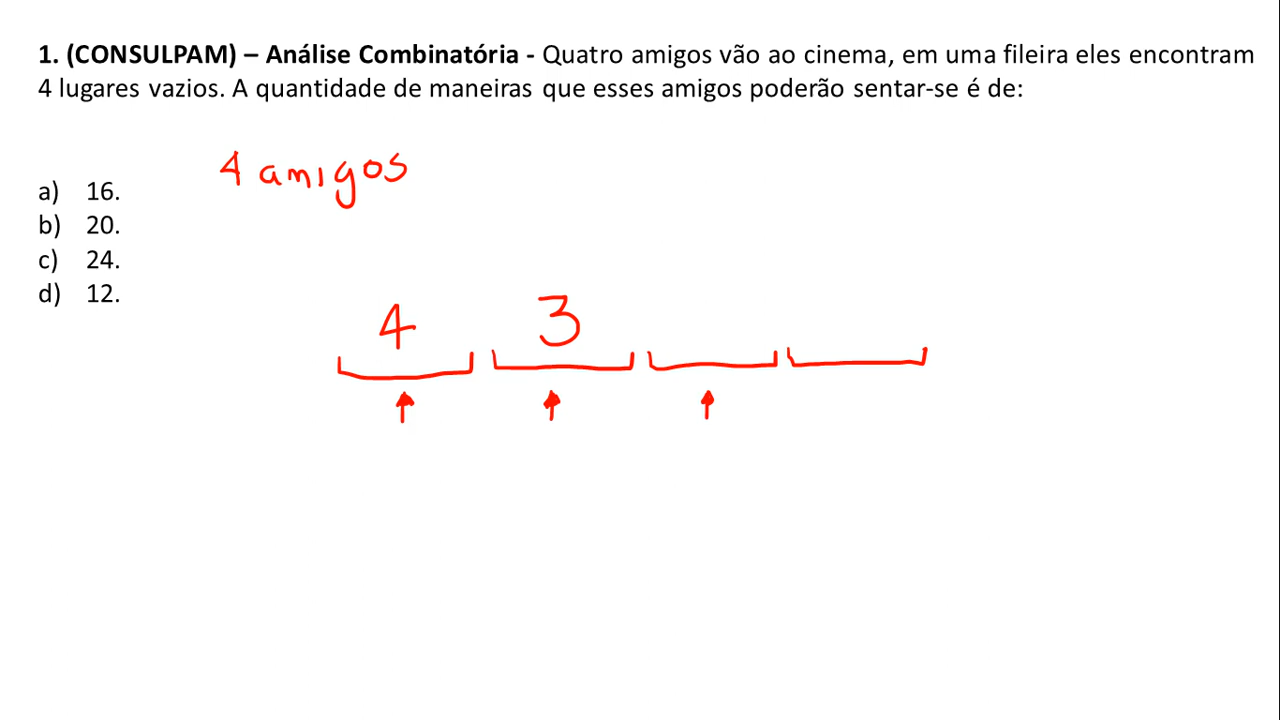 1. (CONSULPAM) – Análise Combinatória - Quatro amigos vão ao cinema, em uma fileira eles encontram
4 lugares vazios. A quantidade de maneiras que esses amigos poderão sentar-se é de:
4 amigos
a) 16.
b) 20.
c) 24.
d) 12.
4 3